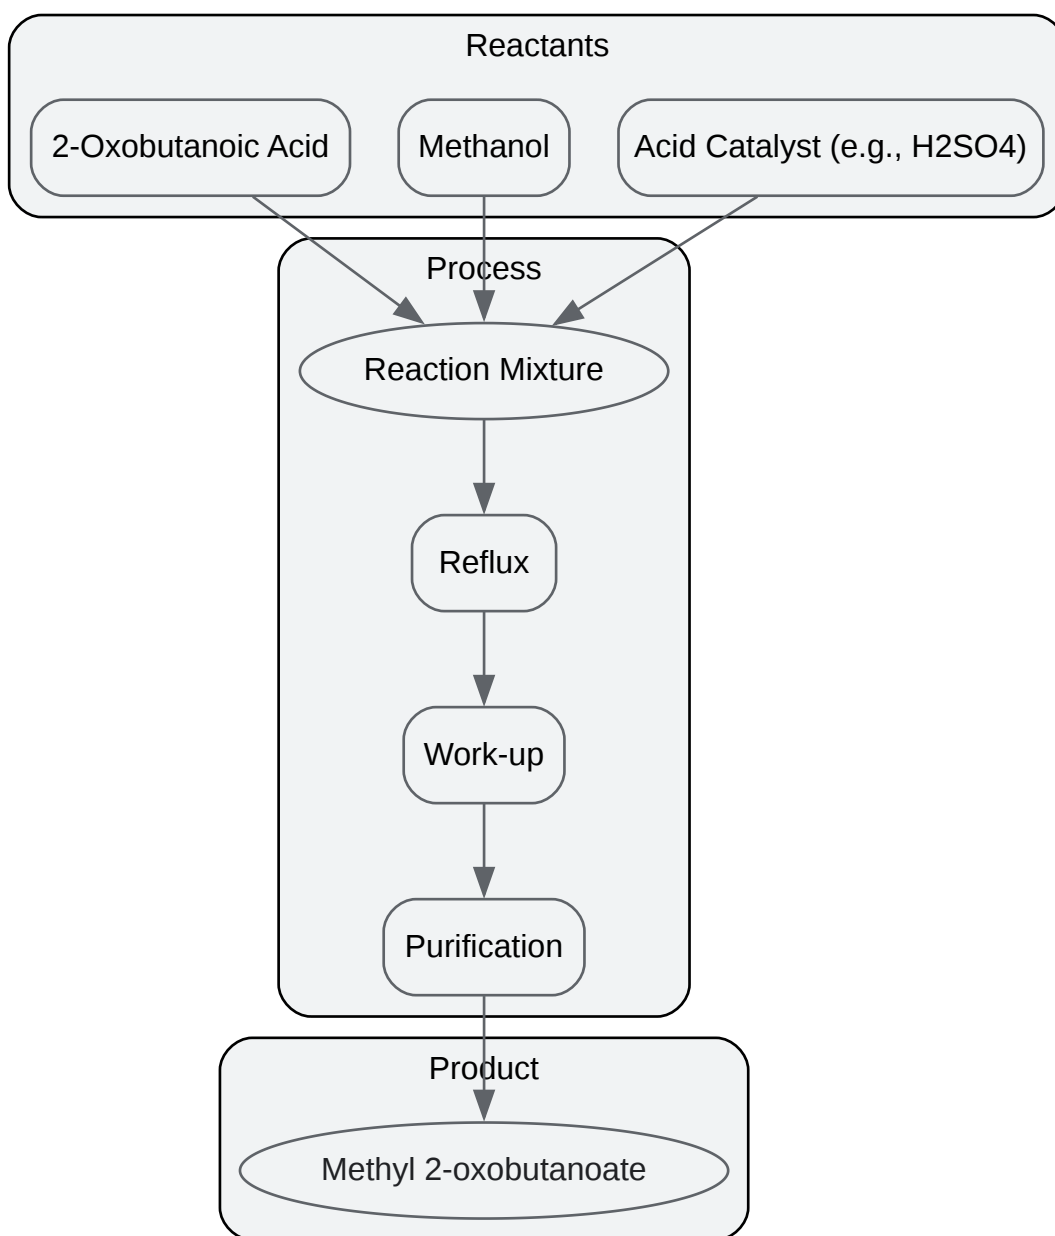 Reactants
2-Oxobutanoic Acid
Methanol
Acid Catalyst (e.g., H2SO4)
Process
Reaction Mixture
Reflux
Work-up
Purification
Product
Methyl 2-oxobutanoate